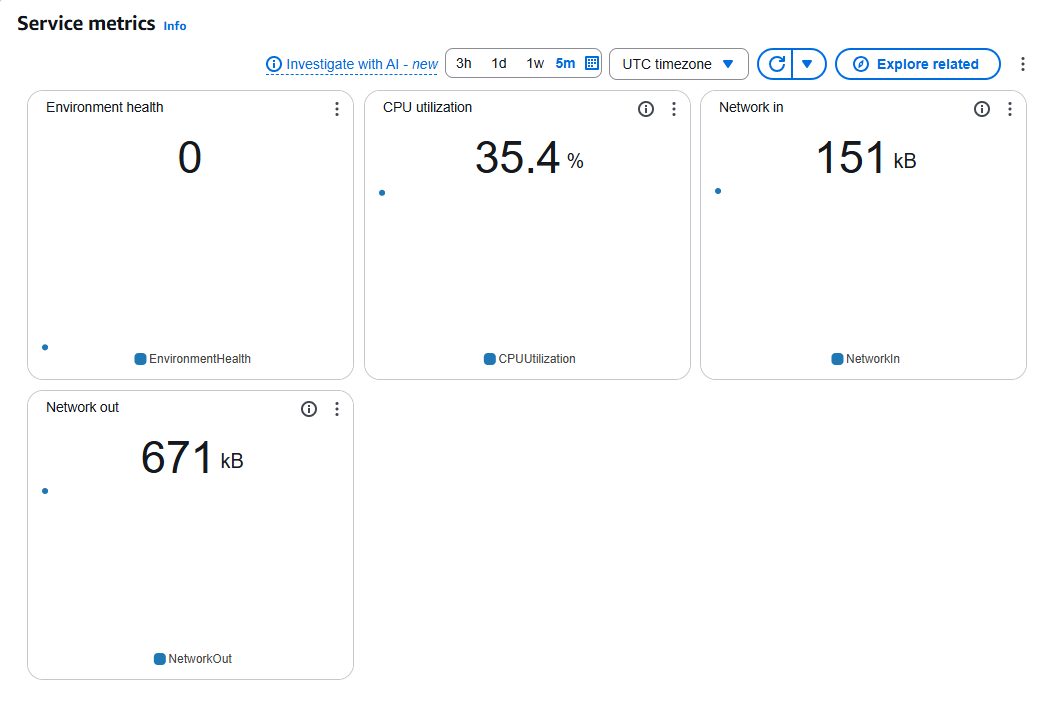 Service metrics Info
Investigate with AI - new 3h 1d 1w 5m UTC timezone Explore related
Environment health
0
EnvironmentHealth
CPU utilization
35.4 %
CPUUtilization
Network in
151 kB
NetworkIn
Network out
671 kB
NetworkOut